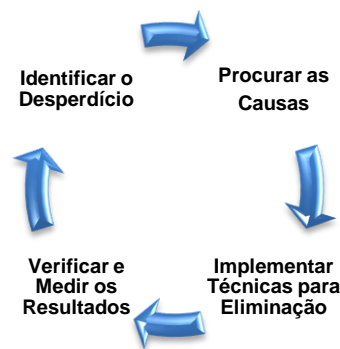 Identificar o
Desperdício
Procurar as
Causas
Implementar
Técnicas para
Eliminação
Verificar e
Medir os
Resultados